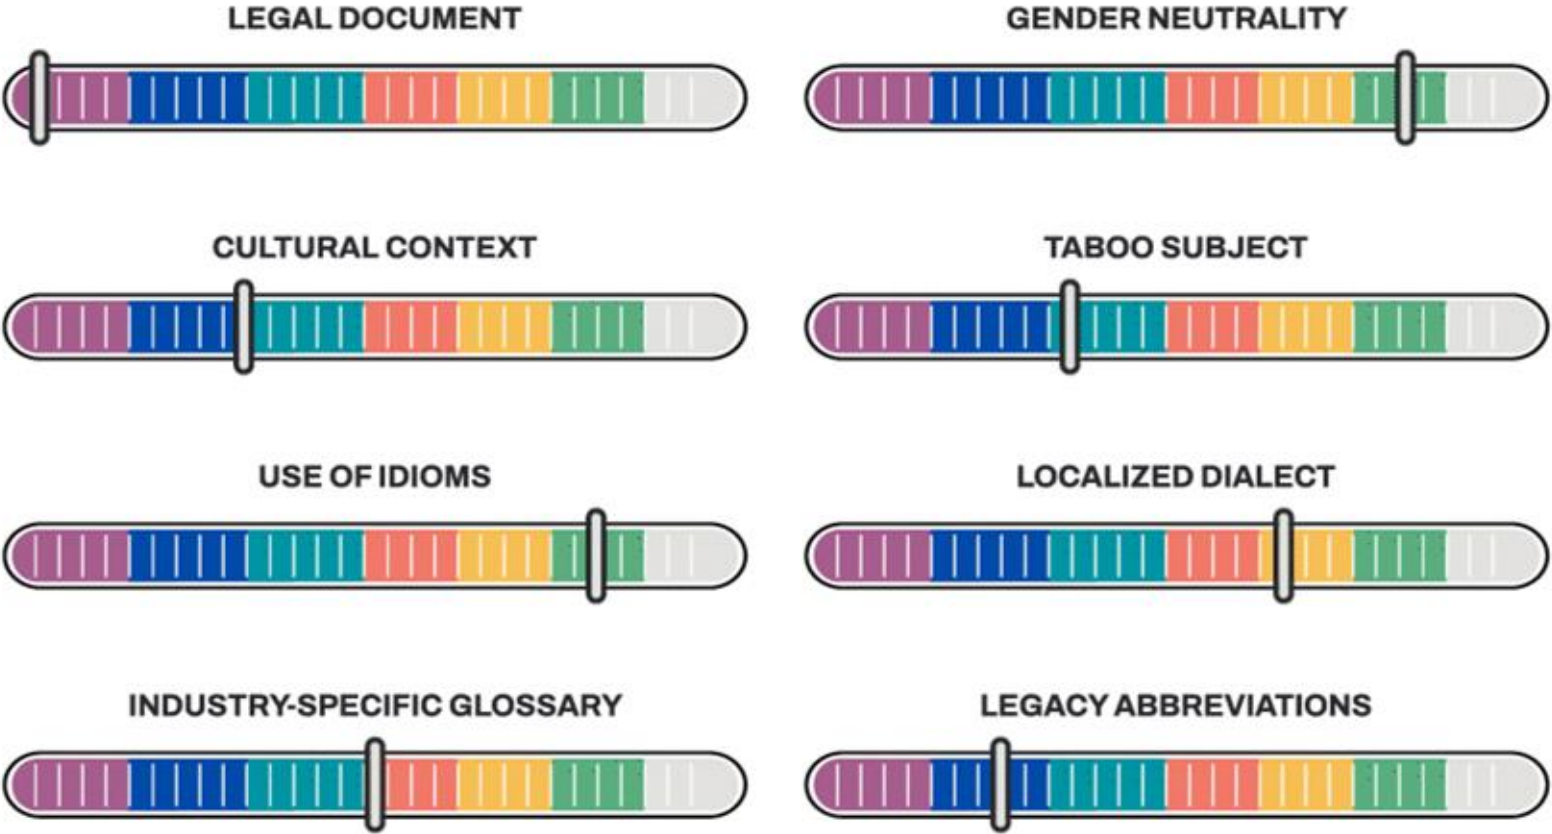 LEGAL DOCUMENT
GENDER NEUTRALITY
CULTURAL CONTEXT
TABOO SUBJECT
USE OF IDIOMS
LOCALIZED DIALECT
INDUSTRY-SPECIFIC GLOSSARY
LEGACY ABBREVIATIONS